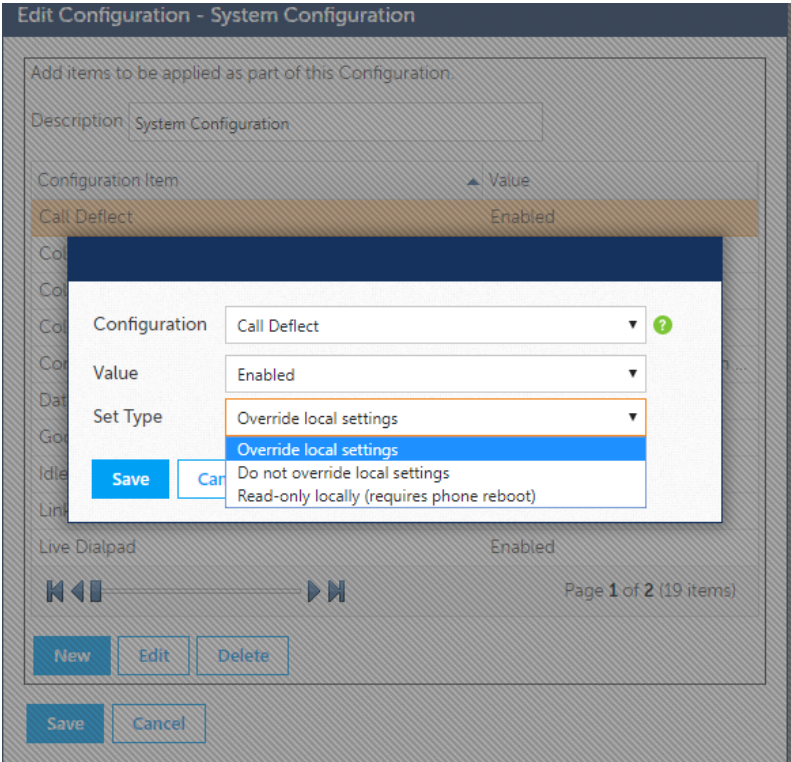 Edit Configuration - System Configuration
Add items to be applied as part of this Configuration.
Description System Configuration
Configuration Item Value
Call Deflect Enabled
Configuration Call Deflect ?
Value Enabled
Set Type Override local settings
Override local settings
Do not override local settings
Read-only locally (requires phone reboot)
Save
Live Dialpad Enabled
Page 1 of 2 (19 items)
New Edit Delete
Save Cancel